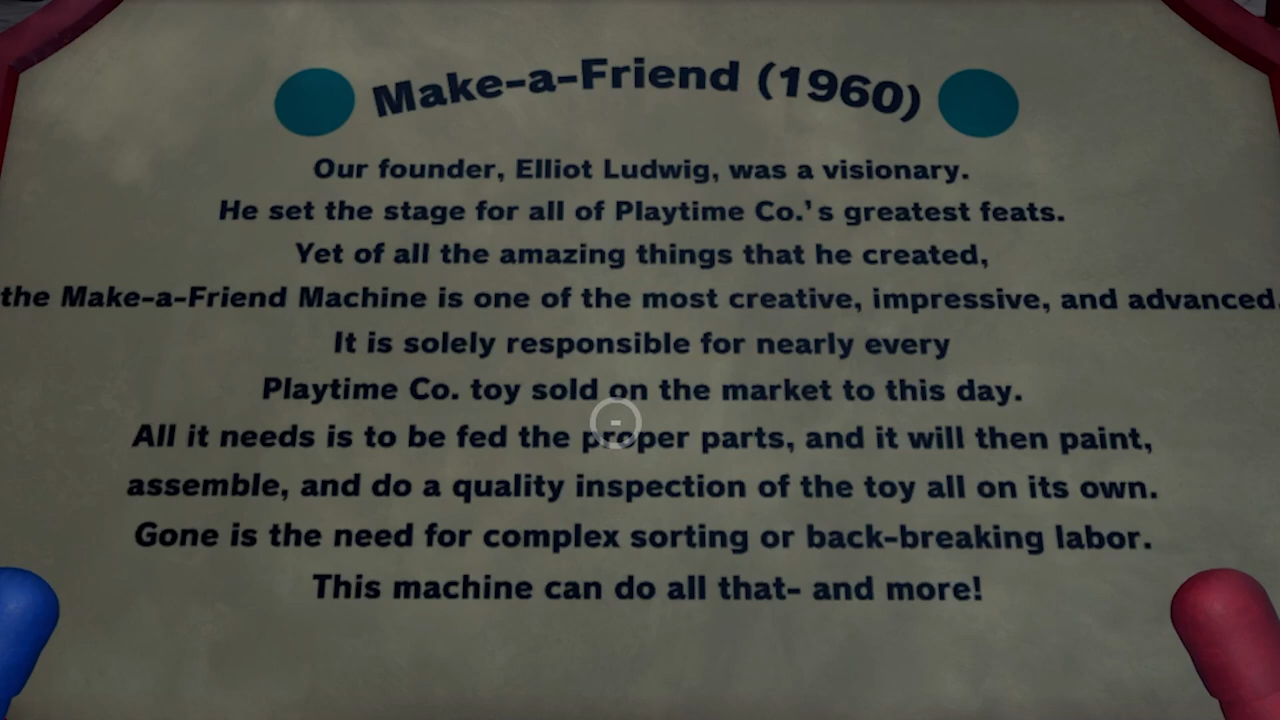 Make-a-Friend (1960)
Our founder, Elliot Ludwig, was a visionary.
He set the stage for all of Playtime Co.'s greatest feats.
Yet of all the amazing things that he created,
the Make-a-Friend Machine is one of the most creative, impressive, and advanced.
It is solely responsible for nearly every
Playtime Co. toy sold on the market to this day.
All it needs is to be fed the proper parts, and it will then paint,
assemble, and do a quality inspection of the toy all on its own.
Gone is the need for complex sorting or back-breaking labor.
This machine can do all that- and more!